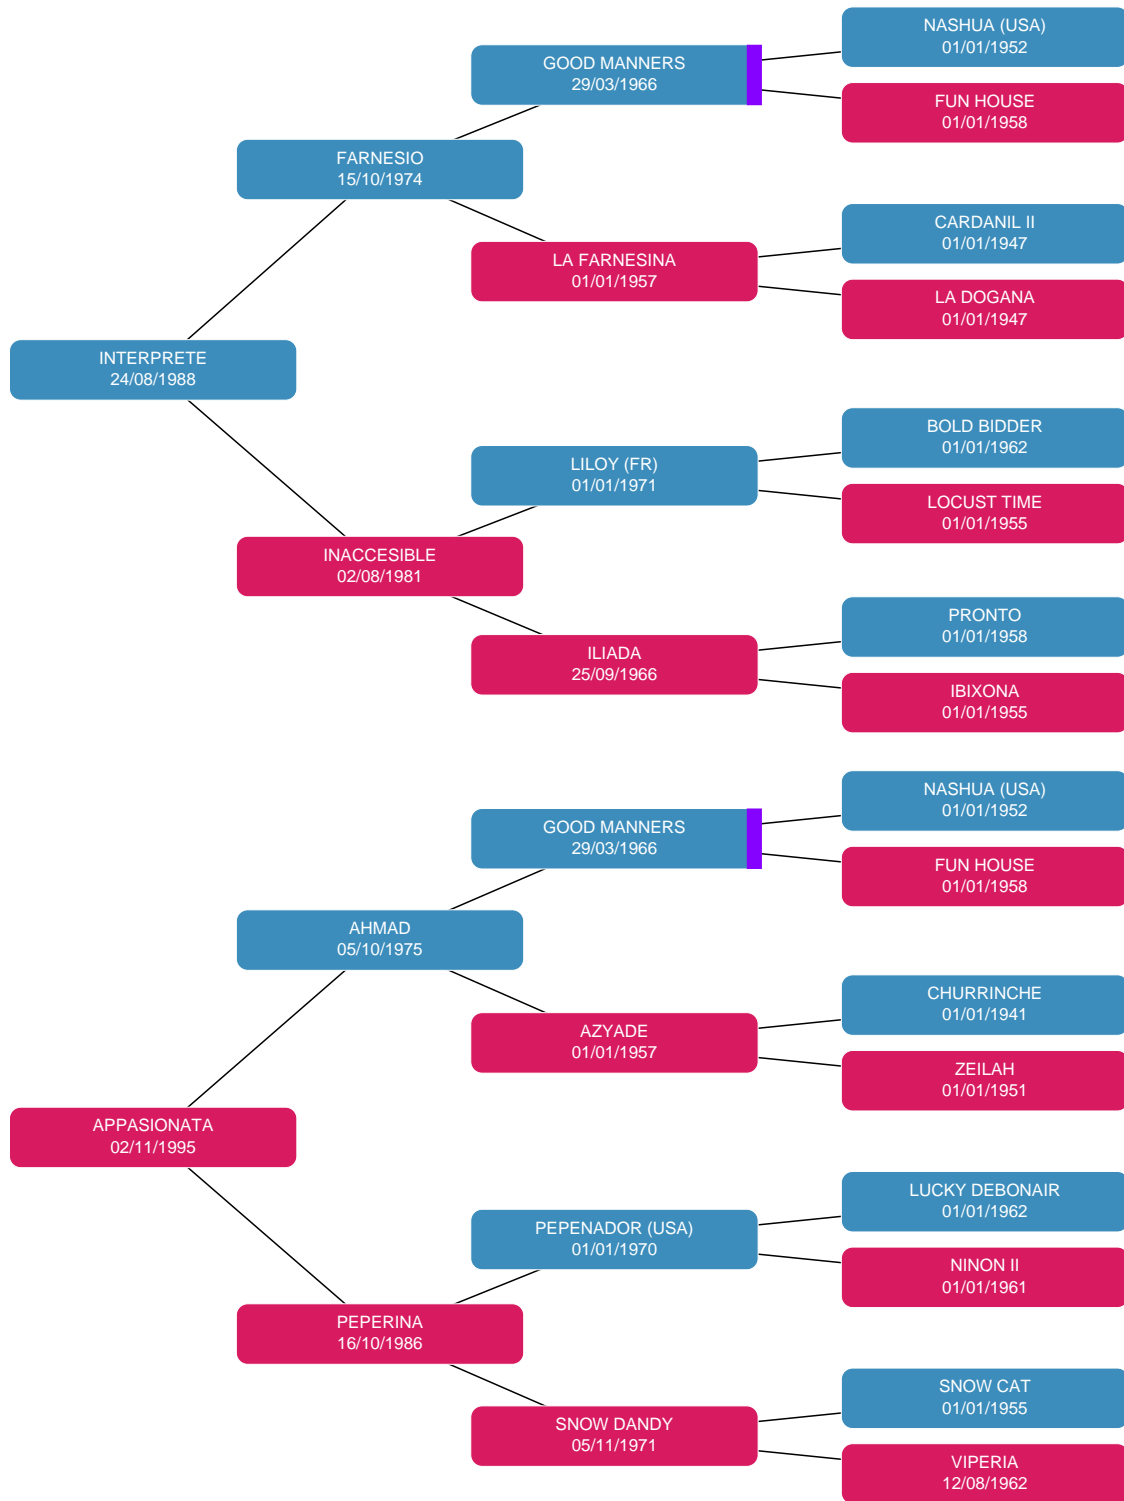 NASHUA (USA)
01/01/1952
GOOD MANNERS
29/03/1966
FUN HOUSE
01/01/1958
FARNESIO
15/10/1974
CARDANIL II
01/01/1947
LA FARNESINA
01/01/1957
LA DOGANA
01/01/1947
INTERPRETE
24/08/1988
BOLD BIDDER
01/01/1962
LILOY (FR)
01/01/1971
LOCUST TIME
01/01/1955
INACCESIBLE
02/08/1981
PRONTO
01/01/1958
ILIADA
25/09/1966
IBIXONA
01/01/1955
NASHUA (USA)
01/01/1952
GOOD MANNERS
29/03/1966
FUN HOUSE
01/01/1958
AHMAD
05/10/1975
CHURRINCHE
01/01/1941
AZYADE
01/01/1957
ZEILAH
01/01/1951
APPASIONATA
02/11/1995
LUCKY DEBONAIR
01/01/1962
PEPENADOR (USA)
01/01/1970
NINON II
01/01/1961
PEPERINA
16/10/1986
SNOW CAT
01/01/1955
SNOW DANDY
05/11/1971
VIPERIA
12/08/1962